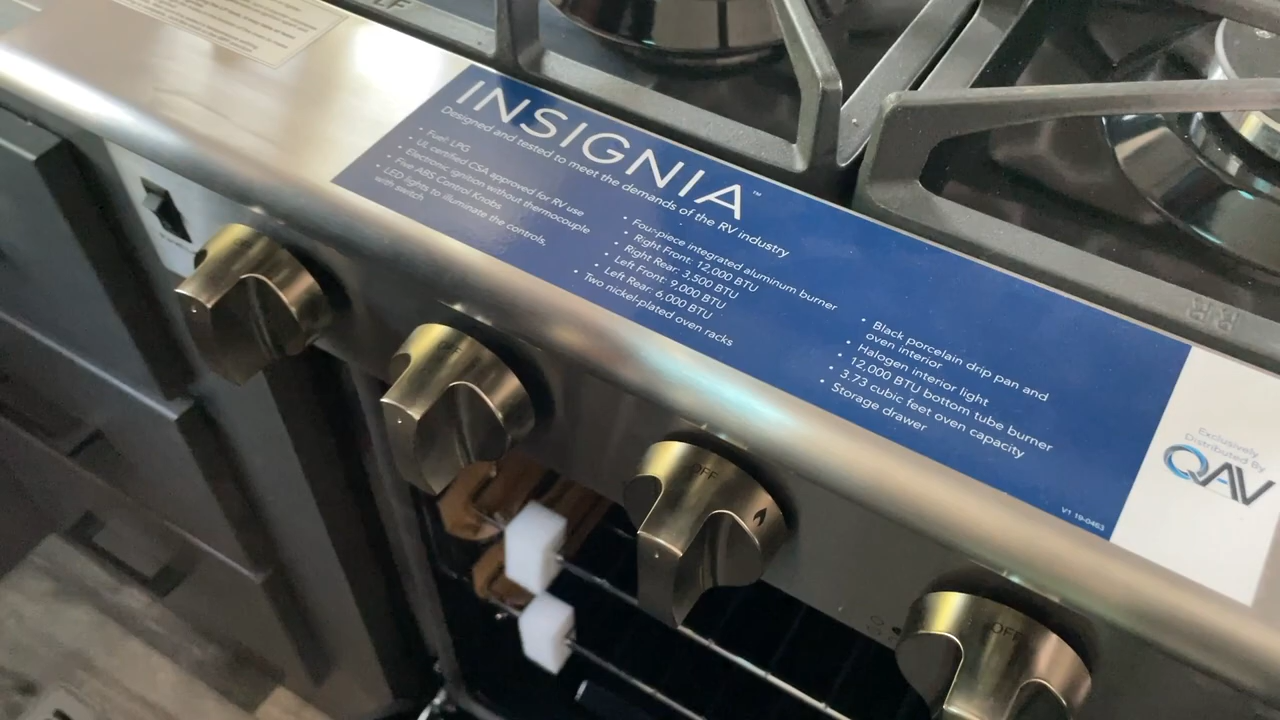 LF
INSIGNIA™
Designed and tested to meet the demands of the RV industry
• Fuel: LPG
• UL certified CSA approved for RV use
• Electronic ignition without thermocouple
• Five ABS Control Knobs
• LED lights to illuminate the controls,
with switch
• Four-piece integrated aluminum burner
• Right Front: 12,000 BTU
• Right Rear: 3,500 BTU
• Left Front: 9,000 BTU
• Left Rear: 6,000 BTU
• Two nickel-plated oven racks
• Black porcelain drip pan and
oven interior
• Halogen interior light
• 12,000 BTU bottom tube burner
• 3.73 cubic feet oven capacity
• Storage drawer
V1 19-0453
Exclusively
Distributed By
QAV
RR
OFF
OFF
OFF